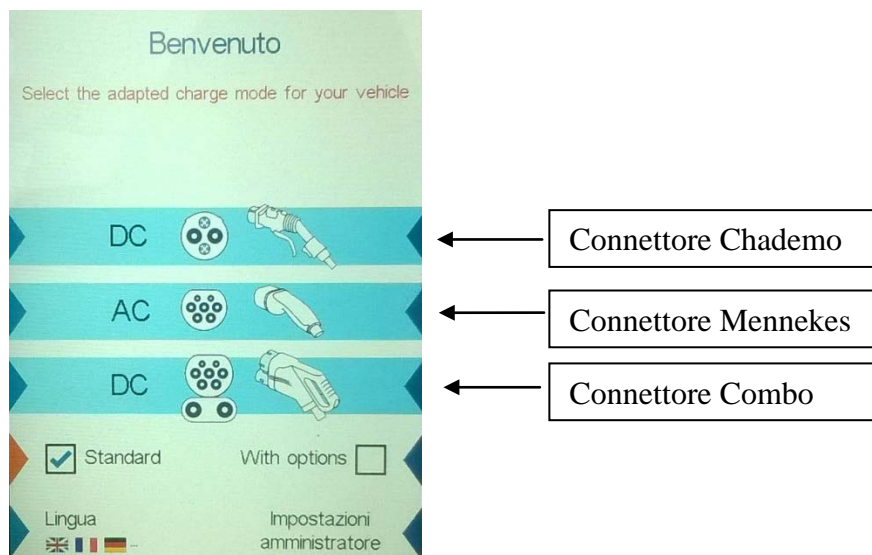 Benvenuto
Select the adapted charge mode for your vehicle
DC
Connettore Chademo
AC
Connettore Mennekes
DC
Connettore Combo
Standard
With options
Lingua
Impostazioni
amministratore